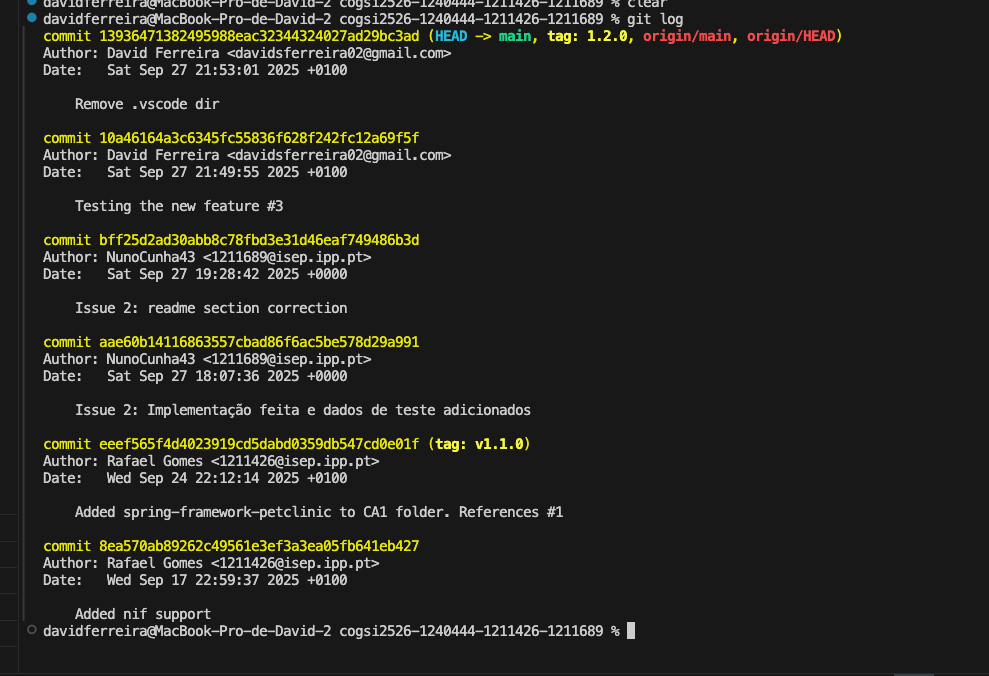 davidferreira@MacBook-Pro-de-David-2 cogsi2526-1240444-1211426-1211689 % clear
davidferreira@MacBook-Pro-de-David-2 cogsi2526-1240444-1211426-1211689 % git log
commit 13936471382495988eac32344324027ad29bc3ad (HEAD -> main, tag: 1.2.0, origin/main, origin/HEAD)
Author: David Ferreira <davidsferreira02@gmail.com>
Date:   Sat Sep 27 21:53:01 2025 +0100
    Remove .vscode dir
commit 10a46164a3c6345fc55836f628f242fc12a69f5f
Author: David Ferreira <davidsferreira02@gmail.com>
Date:   Sat Sep 27 21:49:55 2025 +0100
    Testing the new feature #3
commit bff25d2ad30abb8c78fbd3e31d46eaf749486b3d
Author: NunoCunha43 <1211689@isep.ipp.pt>
Date:   Sat Sep 27 19:28:42 2025 +0000
    Issue 2: readme section correction
commit aae60b14116863557cbad86f6ac5be578d29a991
Author: NunoCunha43 <1211689@isep.ipp.pt>
Date:   Sat Sep 27 18:07:36 2025 +0000
    Issue 2: Implementação feita e dados de teste adicionados
commit eeef565f4d4023919cd5dabd0359db547cd0e01f (tag: v1.1.0)
Author: Rafael Gomes <1211426@isep.ipp.pt>
Date:   Wed Sep 24 22:12:14 2025 +0100
    Added spring-framework-petclinic to CA1 folder. References #1
commit 8ea570ab89262c49561e3ef3a3ea05fb641eb427
Author: Rafael Gomes <1211426@isep.ipp.pt>
Date:   Wed Sep 17 22:59:37 2025 +0100
    Added nif support
davidferreira@MacBook-Pro-de-David-2 cogsi2526-1240444-1211426-1211689 %